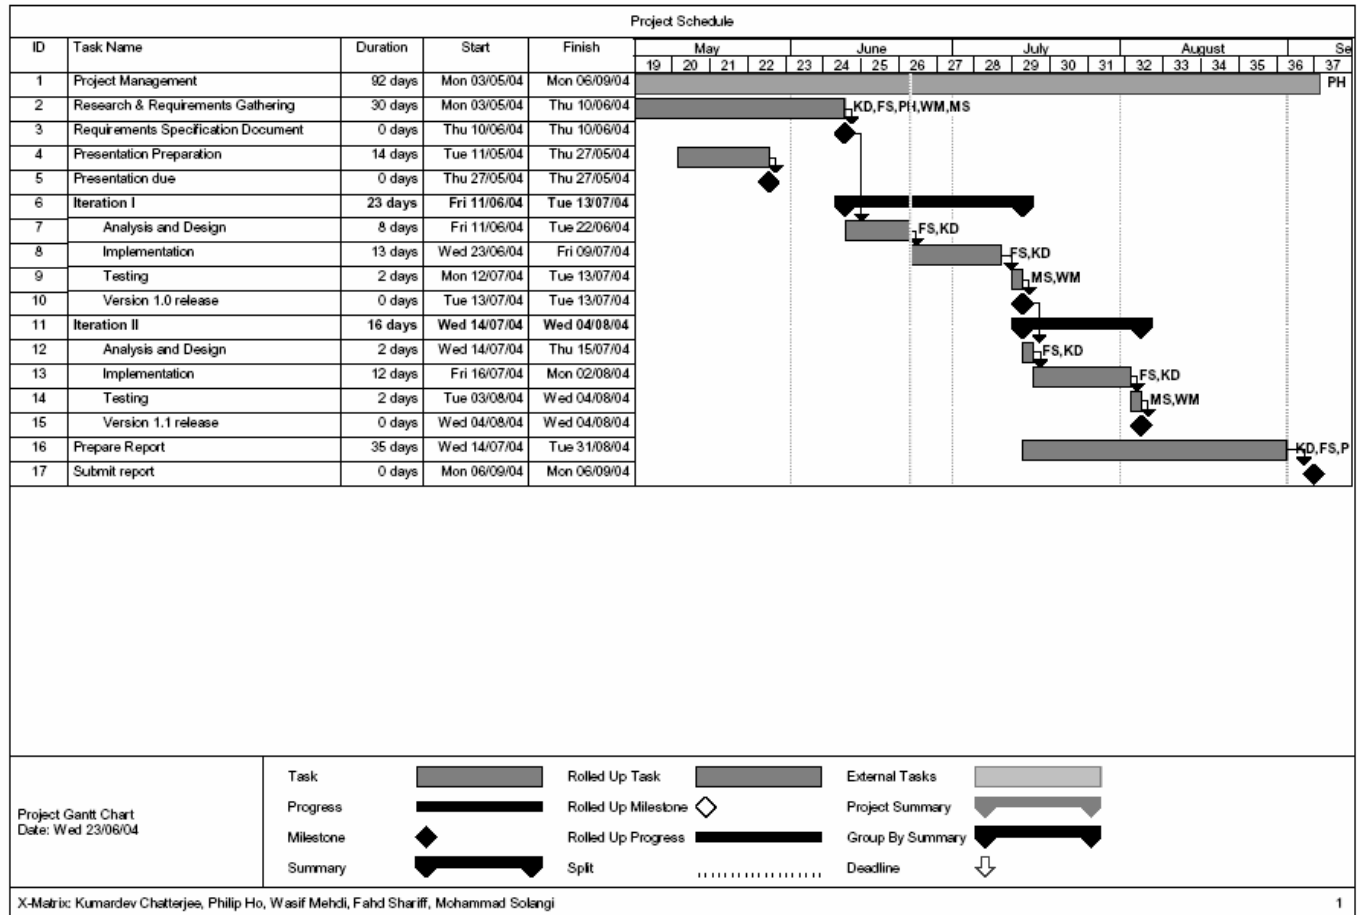 Project Schedule
ID Task Name Duration Start Finish May June July August Se
19 20 21 22 23 24 25 26 27 28 29 30 31 32 33 34 35 36 37
1 Project Management 92 days Mon 03/05/04 Mon 06/09/04 PH
2 Research & Requirements Gathering 30 days Mon 03/05/04 Thu 10/06/04 KD,FS,PH,WM,MS
3 Requirements Specification Document 0 days Thu 10/06/04 Thu 10/06/04
4 Presentation Preparation 14 days Tue 11/05/04 Thu 27/05/04
5 Presentation due 0 days Thu 27/05/04 Thu 27/05/04
6 Iteration I 23 days Fri 11/06/04 Tue 13/07/04
7 Analysis and Design 8 days Fri 11/06/04 Tue 22/06/04 FS,KD
8 Implementation 13 days Wed 23/06/04 Fri 09/07/04 FS,KD
9 Testing 2 days Mon 12/07/04 Tue 13/07/04 MS,WM
10 Version 1.0 release 0 days Tue 13/07/04 Tue 13/07/04
11 Iteration II 16 days Wed 14/07/04 Wed 04/08/04
12 Analysis and Design 2 days Wed 14/07/04 Thu 15/07/04 FS,KD
13 Implementation 12 days Fri 16/07/04 Mon 02/08/04 FS,KD
14 Testing 2 days Tue 03/08/04 Wed 04/08/04 MS,WM
15 Version 1.1 release 0 days Wed 04/08/04 Wed 04/08/04
16 Prepare Report 35 days Wed 14/07/04 Tue 31/08/04 KD,FS,P
17 Submit report 0 days Mon 06/09/04 Mon 06/09/04
Project Gantt Chart
Date: Wed 23/06/04
Task Rolled Up Task External Tasks
Progress Rolled Up Milestone Project Summary
Milestone Rolled Up Progress Group By Summary
Summary Split Deadline
X-Matrix: Kumardev Chatterjee, Philip Ho, Wasif Mehdi, Fahd Shariff, Mohammad Solangi 1